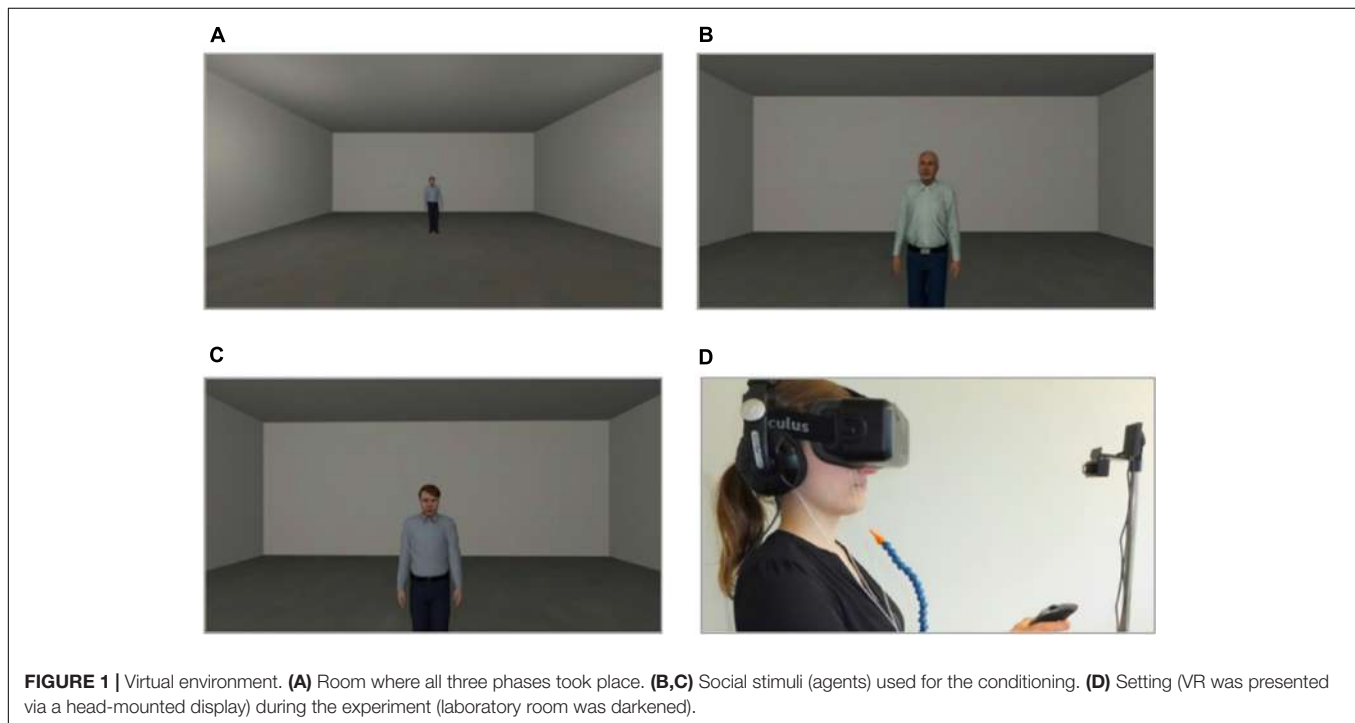 A
B
C
D
culus
FIGURE 1 | Virtual environment. (A) Room where all three phases took place. (B,C) Social stimuli (agents) used for the conditioning. (D) Setting (VR was presented
via a head-mounted display) during the experiment (laboratory room was darkened).